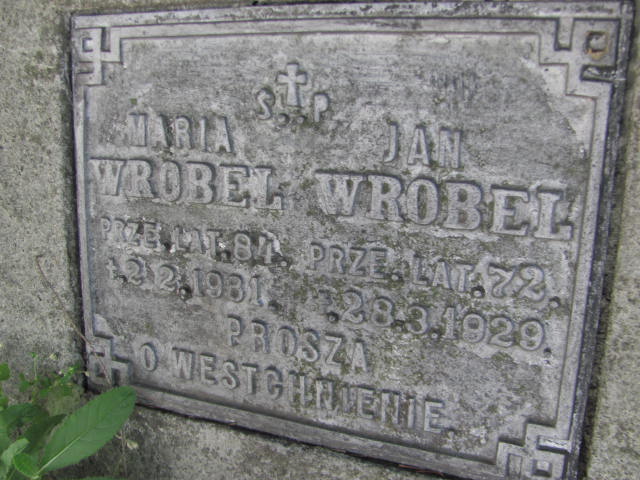 S. P.
MARIA
WROBEL
PRZE. LAT. 84.
+. 2.2.1931.
JAN
WROBEL
PRZE. LAT. 72.
+. 28.3.1929.
PROSZA
O WESTCHNIENIE.